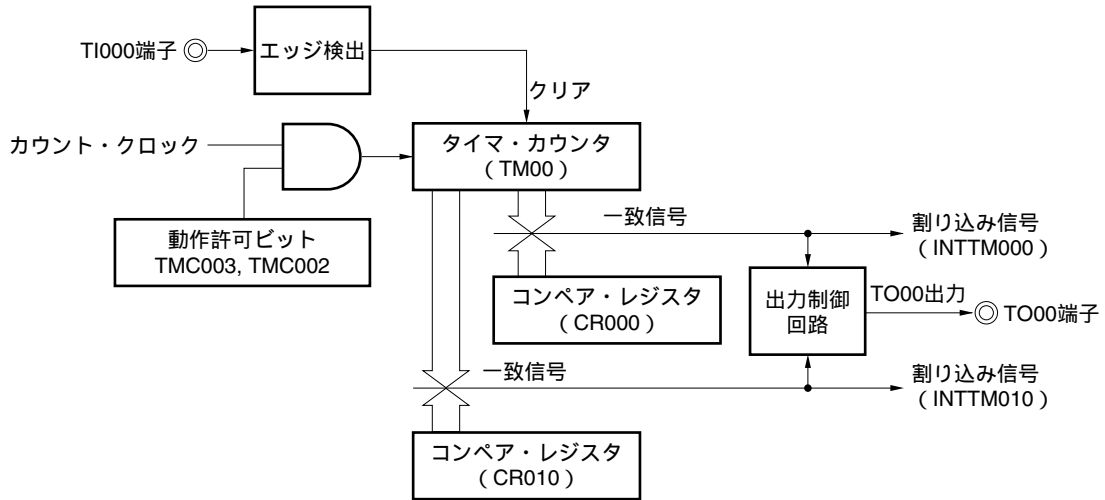 TI000端子
エッジ検出
クリア
カウント・クロック
タイマ・カウンタ
（TM00）
動作許可ビット
TMC003, TMC002
一致信号
割り込み信号
（INTTM000）
コンペア・レジスタ
（CR000）
出力制御
回路
TO00出力
TO00端子
一致信号
割り込み信号
（INTTM010）
コンペア・レジスタ
（CR010）